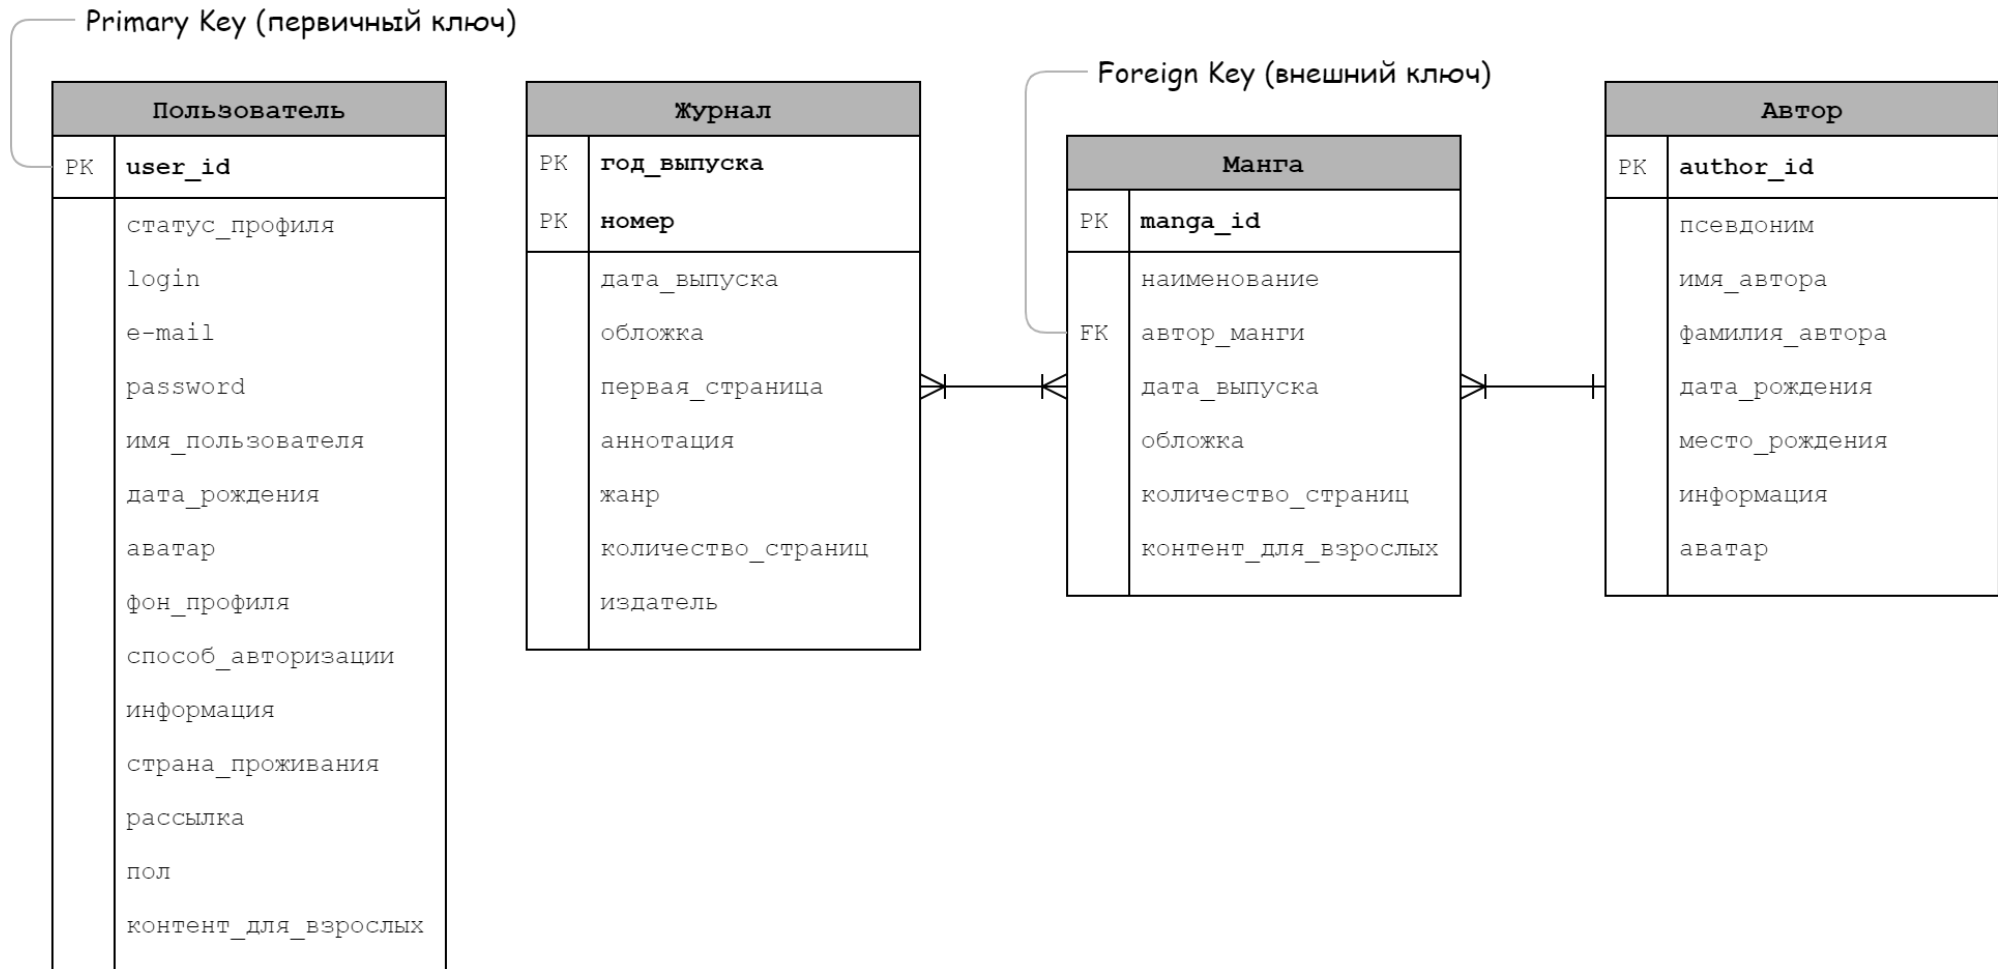 Primary Key (первичный ключ)
Foreign Key (внешний ключ)
Пользователь
PK user_id
статус_профиля
login
e-mail
password
имя_пользователя
дата_рождения
аватар
фон_профиля
способ_авторизации
информация
страна_проживания
рассылка
пол
контент_для_взрослых
Журнал
PK год_выпуска
PK номер
дата_выпуска
обложка
первая_страница
аннотация
жанр
количество_страниц
издатель
Манга
PK manga_id
наименование
FK автор_манги
дата_выпуска
обложка
количество_страниц
контент_для_взрослых
Автор
PK author_id
псевдоним
имя_автора
фамилия_автора
дата_рождения
место_рождения
информация
аватар